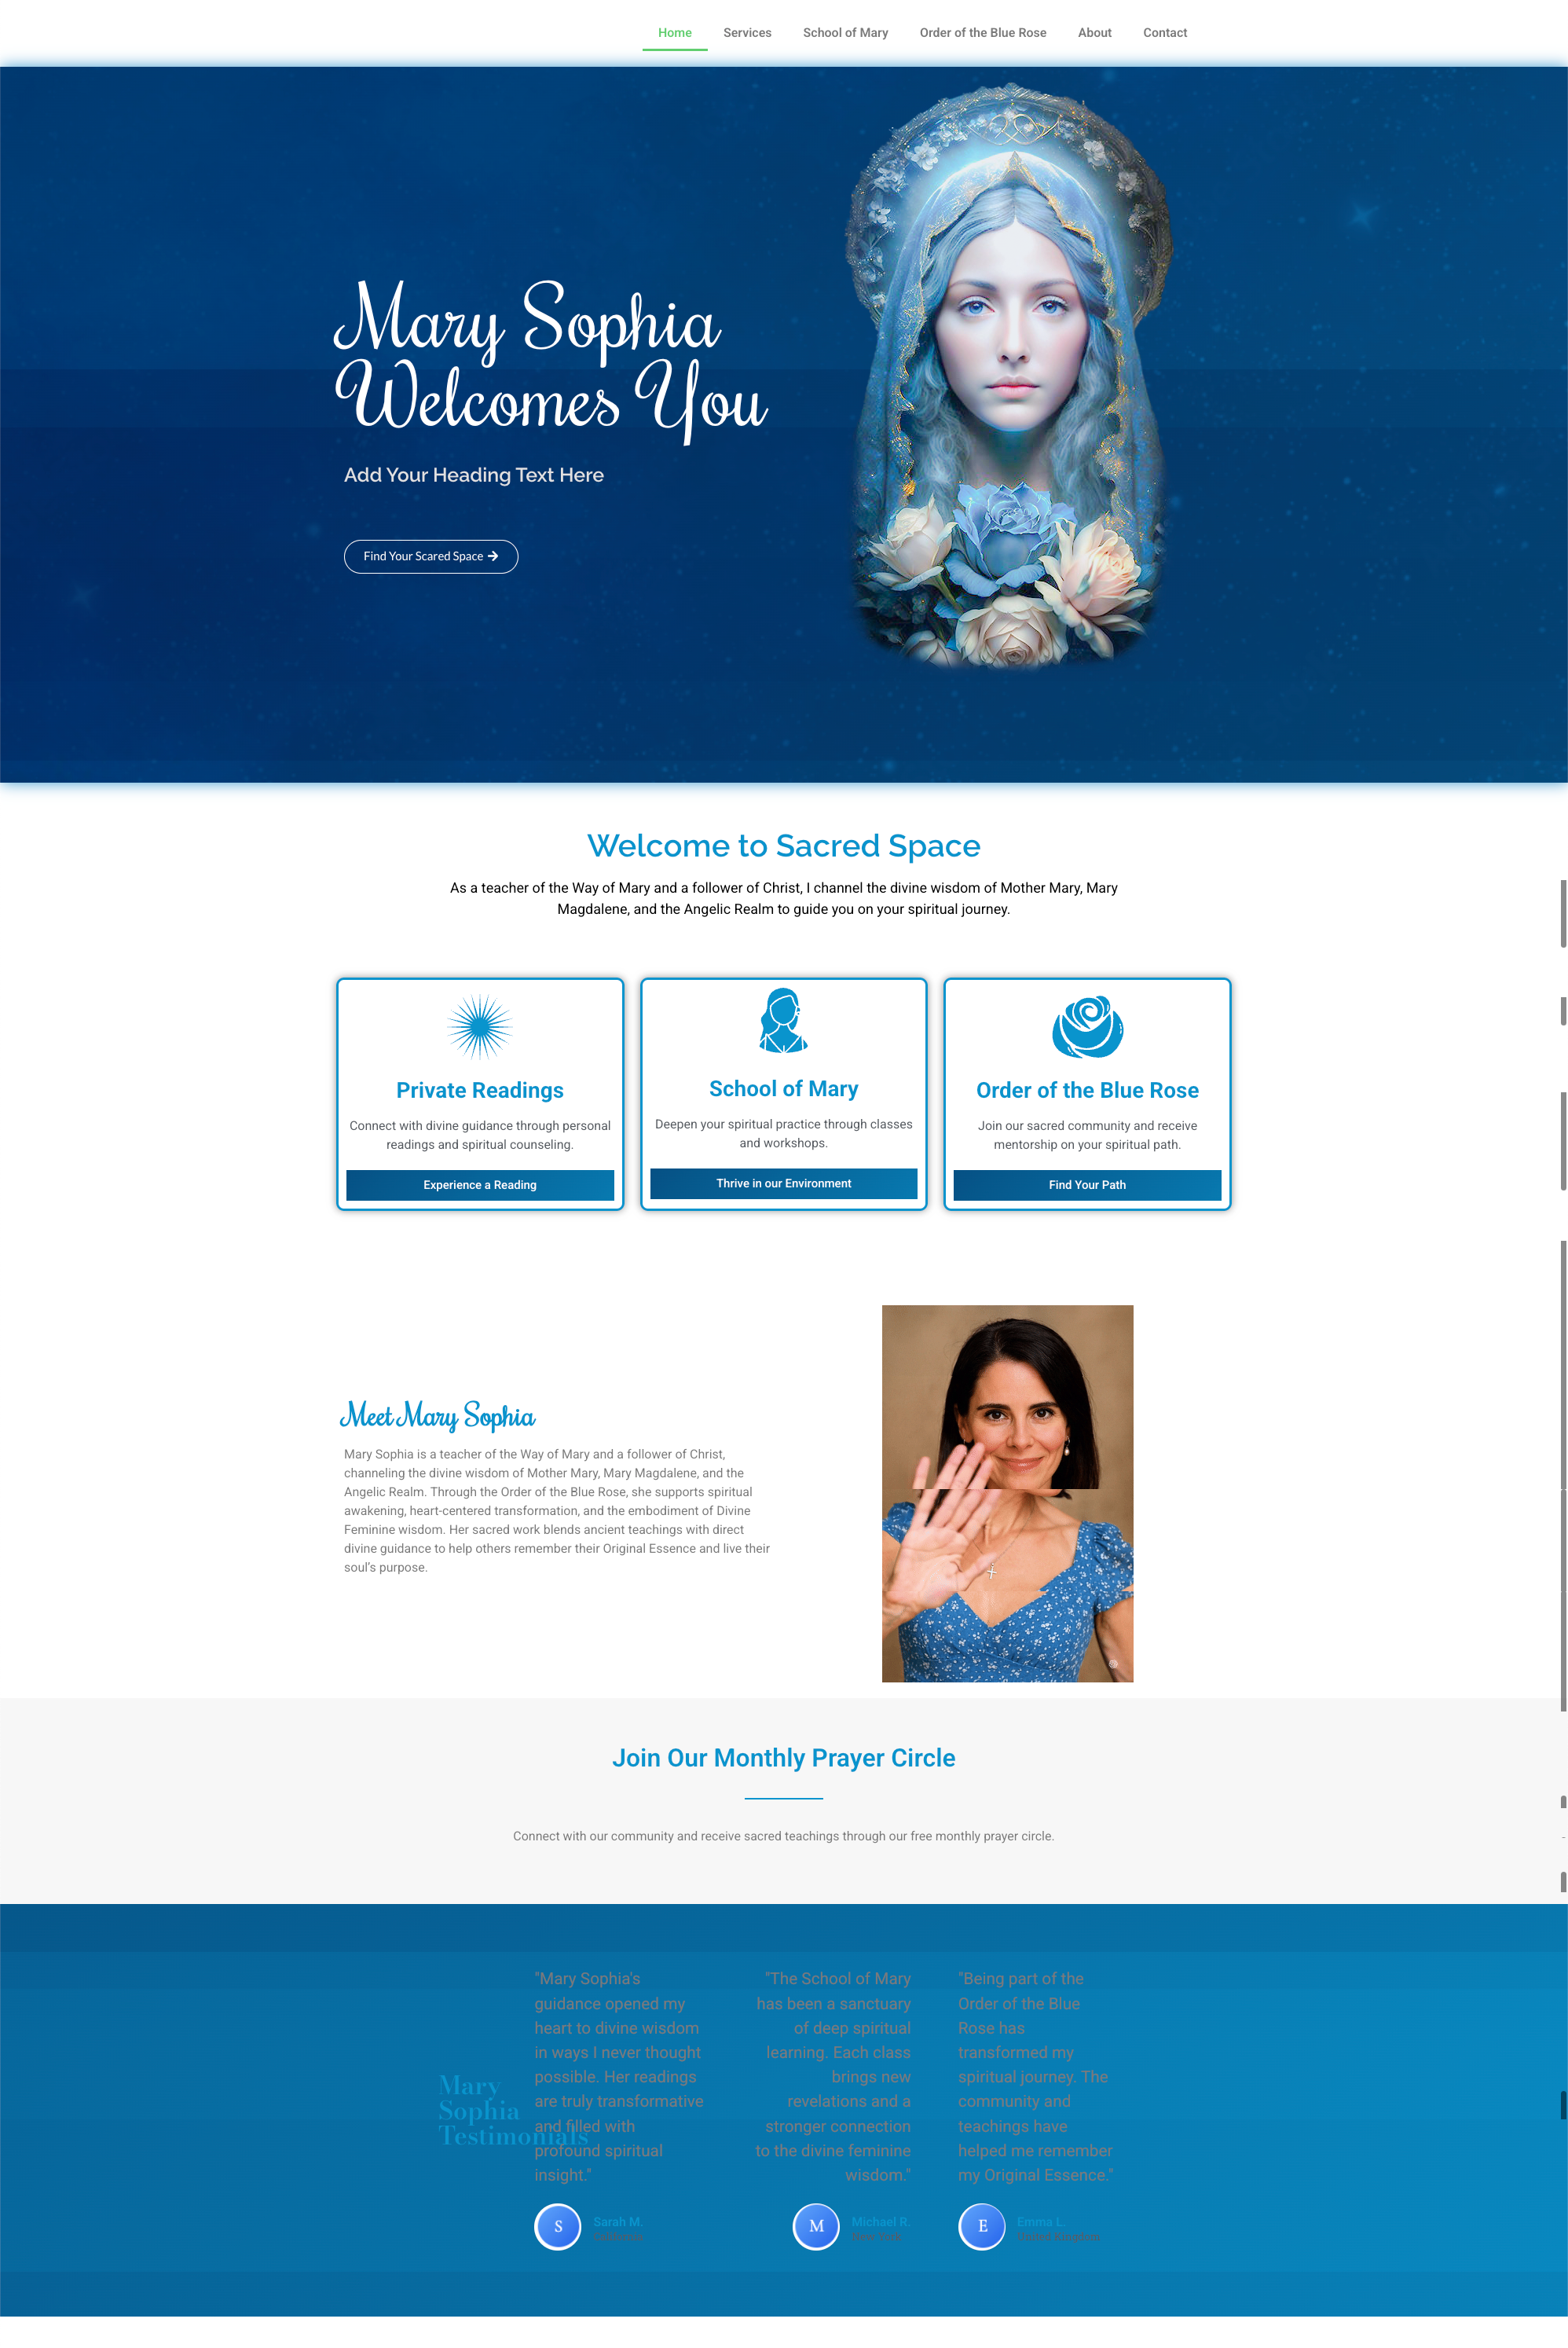 Home Services School of Mary Order of the Blue Rose About Contact
Mary Sophia
Welcomes You
Add Your Heading Text Here
Find Your Scared Space
Welcome to Sacred Space
As a teacher of the Way of Mary and a follower of Christ, I channel the divine wisdom of Mother Mary, Mary
Magdalene, and the Angelic Realm to guide you on your spiritual journey.
Private Readings
Connect with divine guidance through personal
readings and spiritual counseling.
Experience a Reading
School of Mary
Deepen your spiritual practice through classes
and workshops.
Thrive in our Environment
Order of the Blue Rose
Join our sacred community and receive
mentorship on your spiritual path.
Find Your Path
Meet Mary Sophia
Mary Sophia is a teacher of the Way of Mary and a follower of Christ,
channeling the divine wisdom of Mother Mary, Mary Magdalene, and the
Angelic Realm. Through the Order of the Blue Rose, she supports spiritual
awakening, heart-centered transformation, and the embodiment of Divine
Feminine wisdom. Her sacred work blends ancient teachings with direct
divine guidance to help others remember their Original Essence and live their
soul's purpose.
Join Our Monthly Prayer Circle
Connect with our community and receive sacred teachings through our free monthly prayer circle.
Mary
Sophia
Testimonials
"Mary Sophia's
guidance opened my
heart to divine wisdom
in ways I never thought
possible. Her readings
are truly transformative
and filled with
profound spiritual
insight."
S
Sarah M.
"The School of Mary
has been a sanctuary
of deep spiritual
learning. Each class
brings new
revelations and a
stronger connection
to the divine feminine
wisdom."
M
Michael R.
New York
"Being part of the
Order of the Blue
Rose has
transformed my
spiritual journey. The
community and
teachings have
helped me remember
my Original Essence."
E
Emma L.
United Kingdom